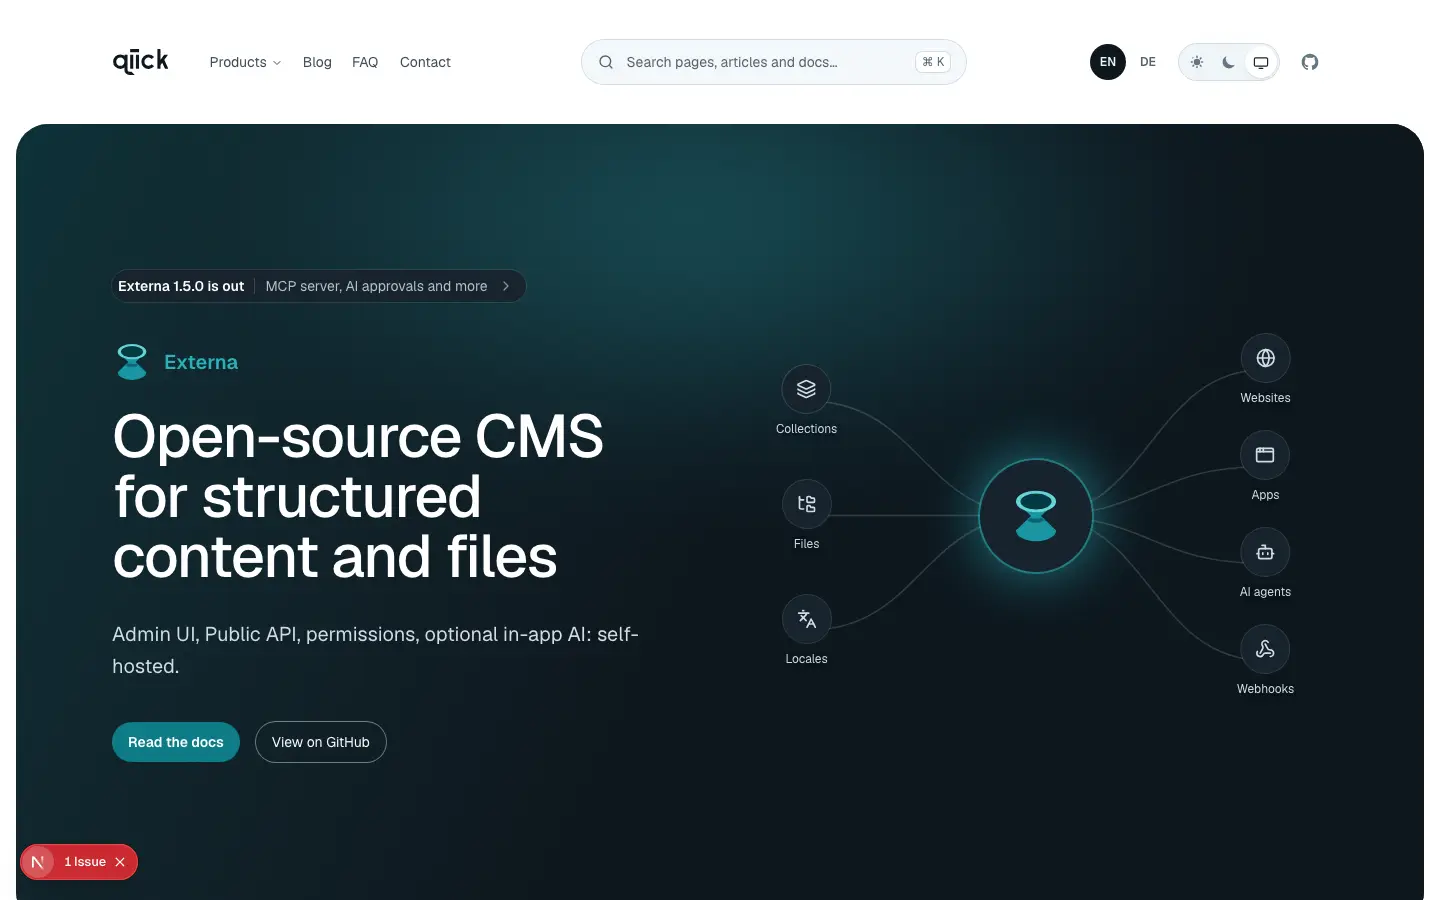 qiick
Products
Blog
FAQ
Contact
Search pages, articles and docs...
⌘ K
EN
DE
Externa 1.5.0 is out
MCP server, AI approvals and more
Externa
Open-source CMS
for structured
content and files
Admin UI, Public API, permissions, optional in-app AI: self-
hosted.
Read the docs
View on GitHub
Collections
Files
Locales
Websites
Apps
AI agents
Webhooks
N
1 Issue